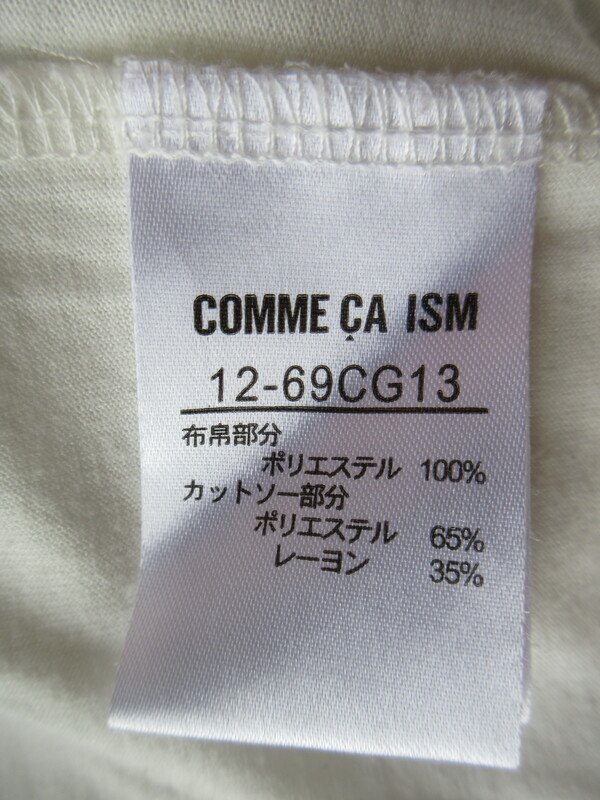 COMME ÇA ISM
12-69CG13
布帛部分
ポリエステル 100%
カットソー部分
ポリエステル 65%
レーヨン 35%